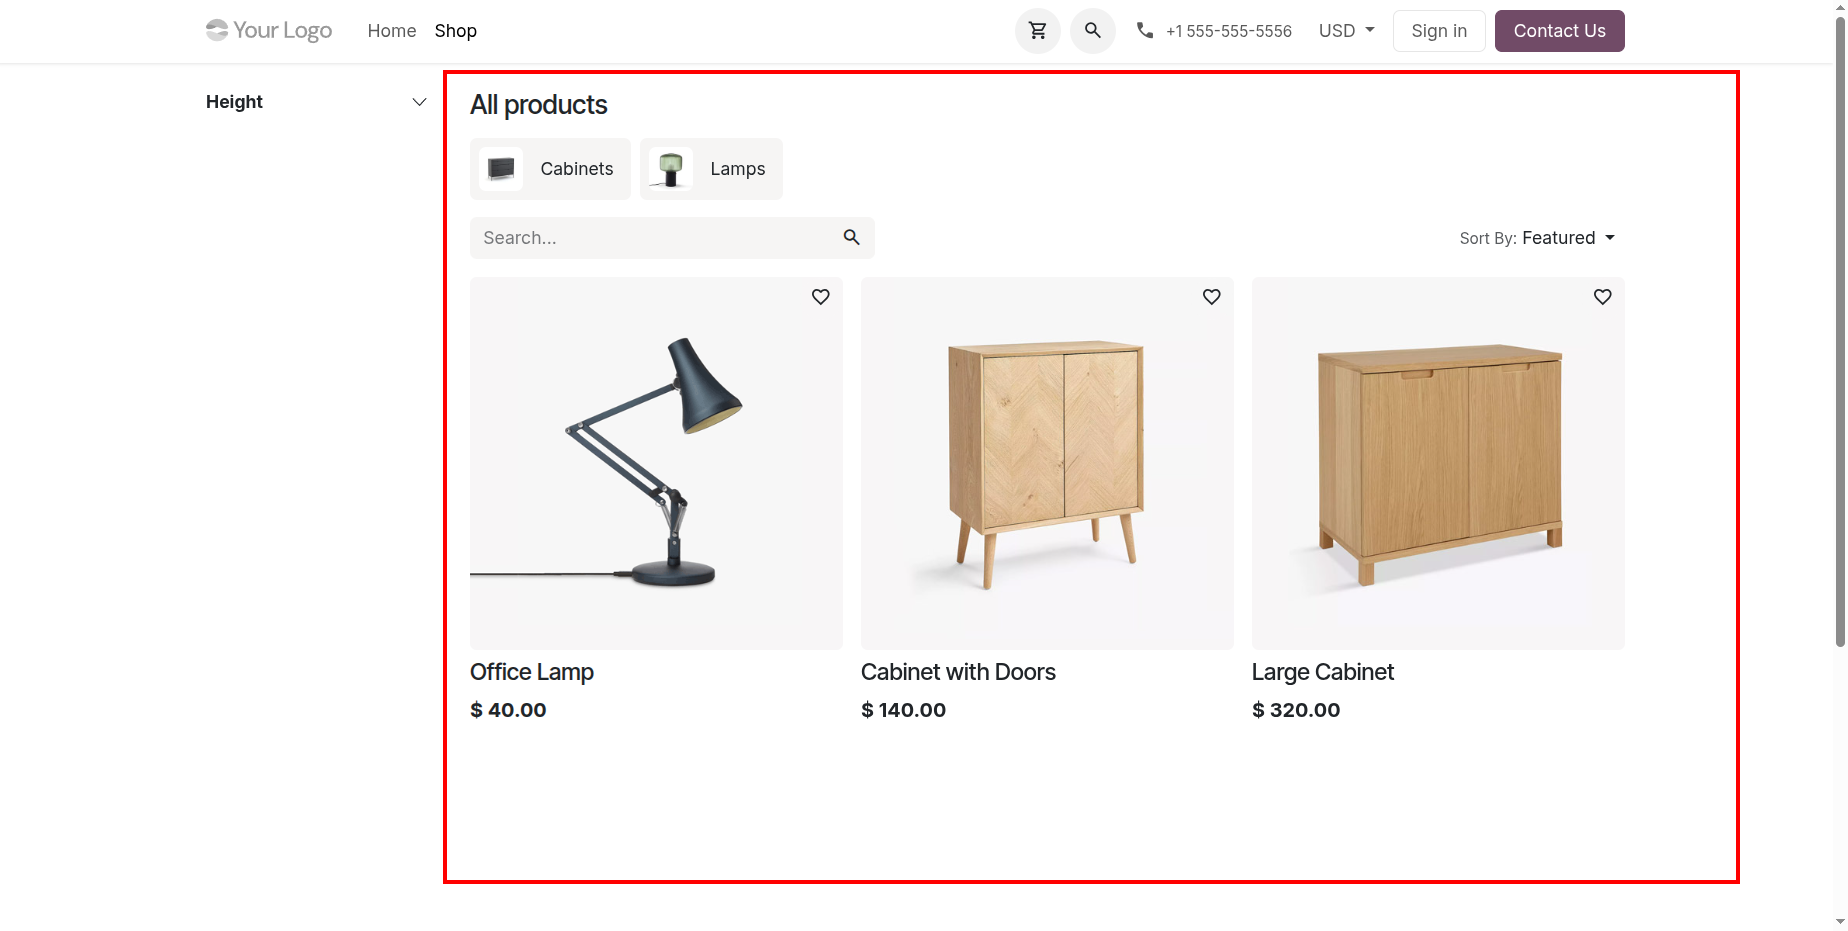 Your Logo Home Shop +1 555-555-5556 USD Sign in Contact Us
Height
All products
Cabinets Lamps
Search... Sort By: Featured
Office Lamp Cabinet with Doors Large Cabinet
$ 40.00 $ 140.00 $ 320.00